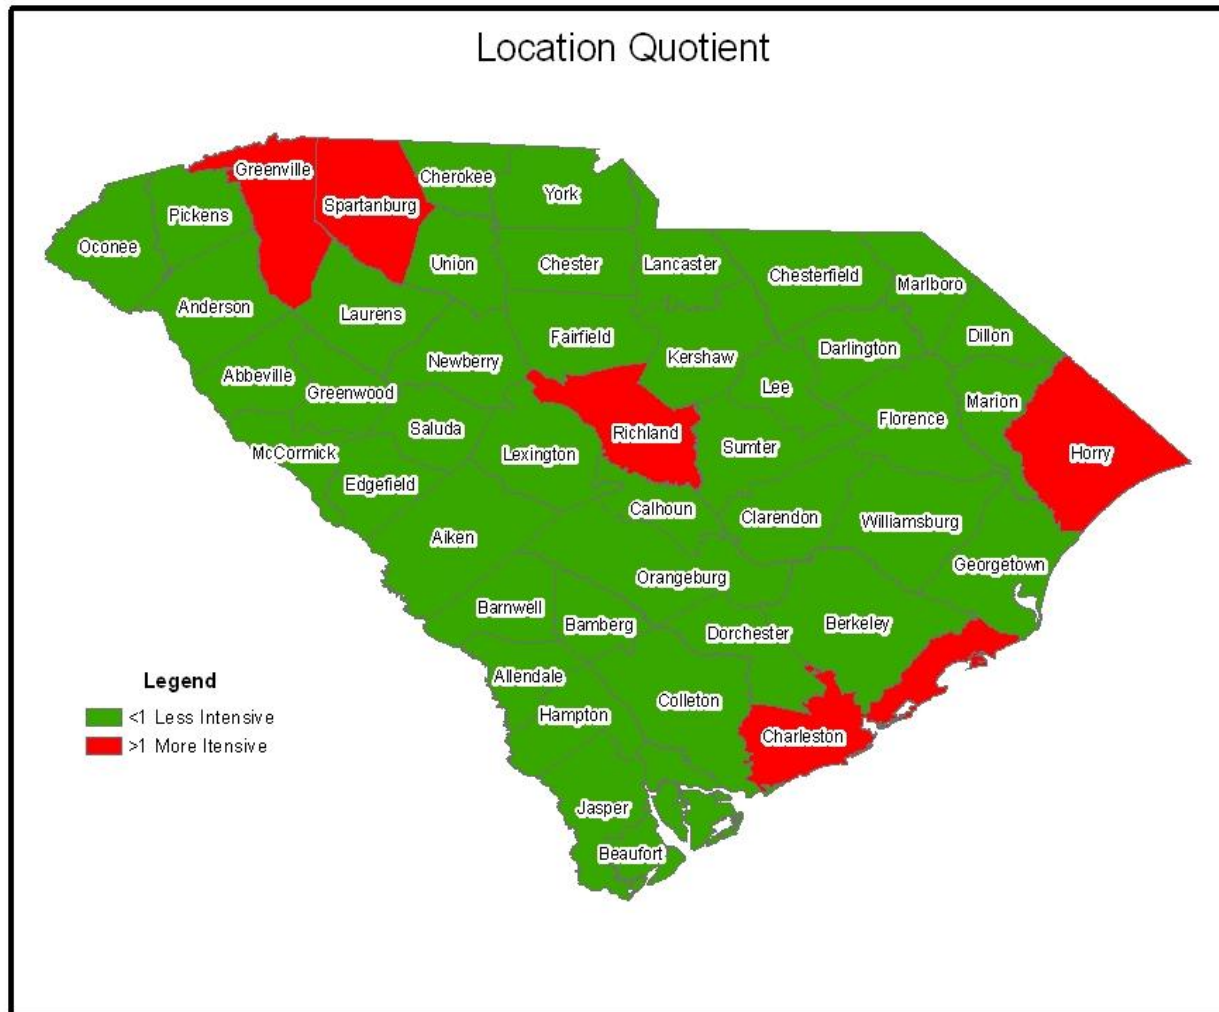 Location Quotient
Greenville
Cherokee
York
Spartanburg
Pickens
Oconee
Union
Chester
Lancaster
Chesterfield
Marlboro
Anderson
Laurens
Fairfield
Dillon
Newberry
Kershaw
Darlington
Abbeville
Greenwood
Lee
Marion
Saluda
Richland
Florence
McCormick
Lexington
Sumter
Horry
Edgefield
Calhoun
Clarendon
Williamsburg
Aiken
Georgetown
Orangeburg
Barnwell
Bamberg
Dorchester
Berkeley
Allendale
Colleton
Hampton
Charleston
Jasper
Beaufort
Legend
<1 Less Intensive
>1 More Itensive